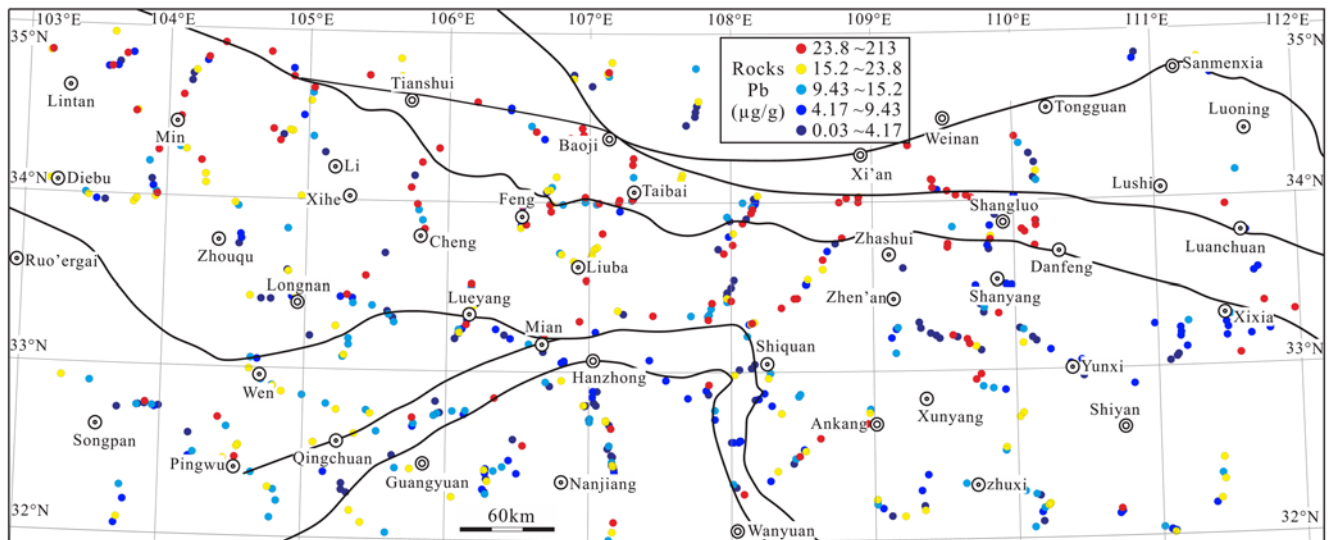 103°E 104°E 105°E 106°E 107°E 108°E 109°E 110°E 111°E 112°E
35°N 35°N
Rocks
Pb
(μg/g)
23.8 ~213
15.2 ~23.8
9.43 ~15.2
4.17 ~9.43
0.03 ~4.17
Sanmenxia
Lintan
Tianshui
Tongguan
Luoning
Min
Baoji
Weinan
Li
Xi'an
34°N
Diebu
Xihe
Feng
Taibai
Lushi
34°N
Shangluo
Zhouqu
Cheng
Zhashui
Danfeng
Luanchuan
Ruo'ergai
Liuba
Longnan
Lueyang
Zhen'an
Shanyang
Xixia
33°N
Mian
Shiquan
33°N
Wen
Hanzhong
Yunxi
Songpan
Ankang
Xunyang
Shiyan
Pingwu
Qingchuan
Guangyuan
Nanjiang
zhuxi
32°N
60km
Wanyuan
32°N